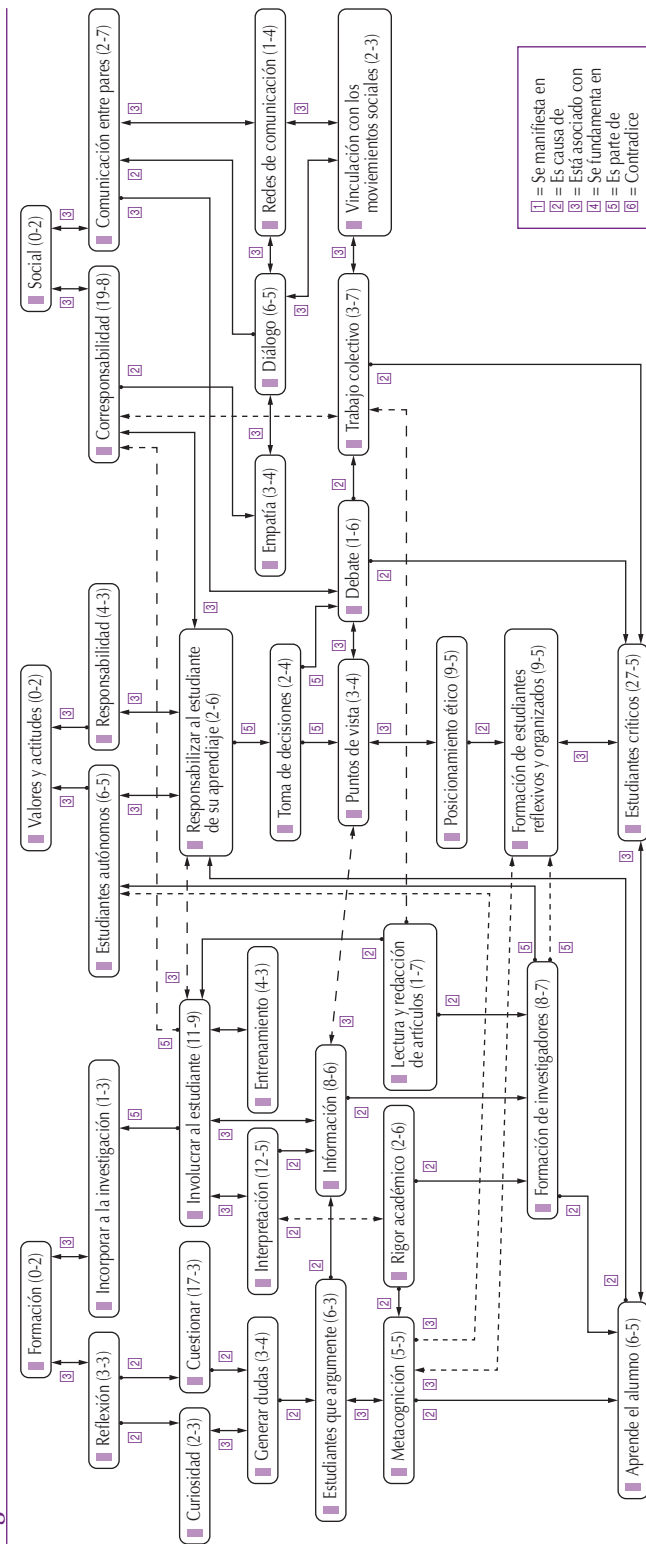 Formación (0-2)
Valores y actitudes (0-2)
Social (0-2)
Reflexión (3-3)
Incorporar a la investigación (1-3)
Estudiantes autónomos (6-5)
Responsabilidad (4-3)
Corresponsabilidad (19-8)
Comunicación entre pares (2-7)
Curiosidad (2-3)
Cuestionar (17-3)
Involucrar al estudiante (11-9)
Responsabilizar al estudiante
de su aprendiaje (2-6)
Generar dudas (3-4)
Interpretación (12-5)
Entrenamiento (4-3)
Toma de decisiones (2-4)
Empatía (3-4)
Diálogo (6-5)
Redes de comunicación (1-4)
Estudiantes que argumente (6-3)
Información (8-6)
Puntos de vista (3-4)
Debate (1-6)
Trabajo colectivo (3-7)
Vinculación con los
moviemientos sociales (2-3)
Metacognición (5-5)
Rigor académico (2-6)
Lectura y redacción
de artículos (1-7)
Posicionamiento ético (9-5)
Formación de investigadores (8-7)
Formación de estudiantes
reflexivos y organizados (9-5)
Aprende el alumno (6-5)
Estudiantes críticos (27-5)
1 = Se manifiesta en
2 = Es causa de
3 = Está asociado con
4 = Se fundamenta en
5 = Es parte de
6 = Contradice